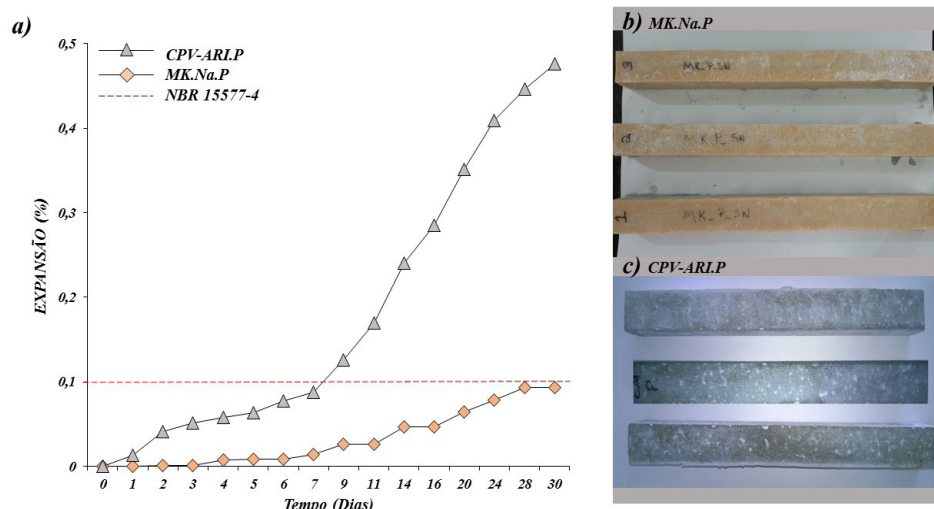 a)
0,5
0,4
0,3
0,2
0,1
0
EXPANSÃO (%)
CPV-ARI.P
MK.Na.P
NBR 15577-4
0 1 2 3 4 5 6 7 9 11 14 16 20 24 28 30
Tempo (Dias)
b) MK.Na.P
3 MK_P_SN
MK_P_SN
1 MK_P_SN
c) CPV-ARI.P